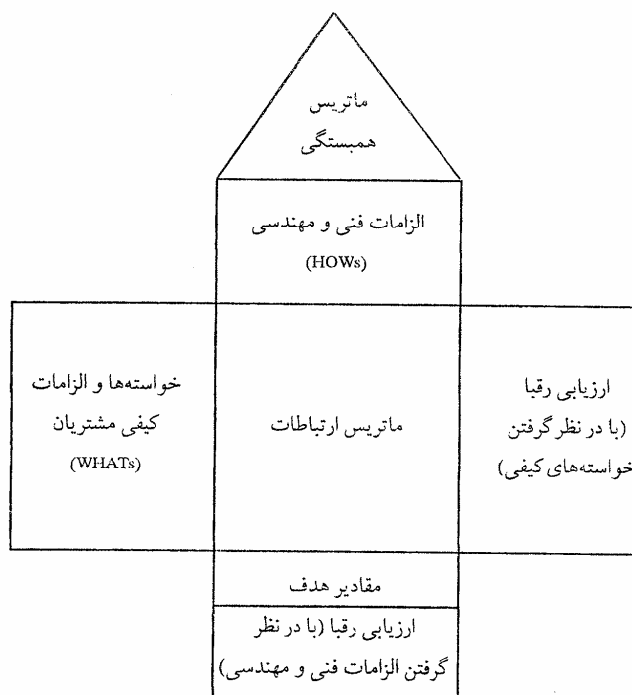 ماتریس
همبستگی
الزامات فنی و مهندسی
(HOWs)
خواسته‌ها و الزامات
کیفی مشتریان
(WHATs)
ماتریس ارتباطات
ارزیابی رقبا
(با در نظر گرفتن
خواسته‌های کیفی)
مقادیر هدف
ارزیابی رقبا (با در نظر
گرفتن الزامات فنی و مهندسی)